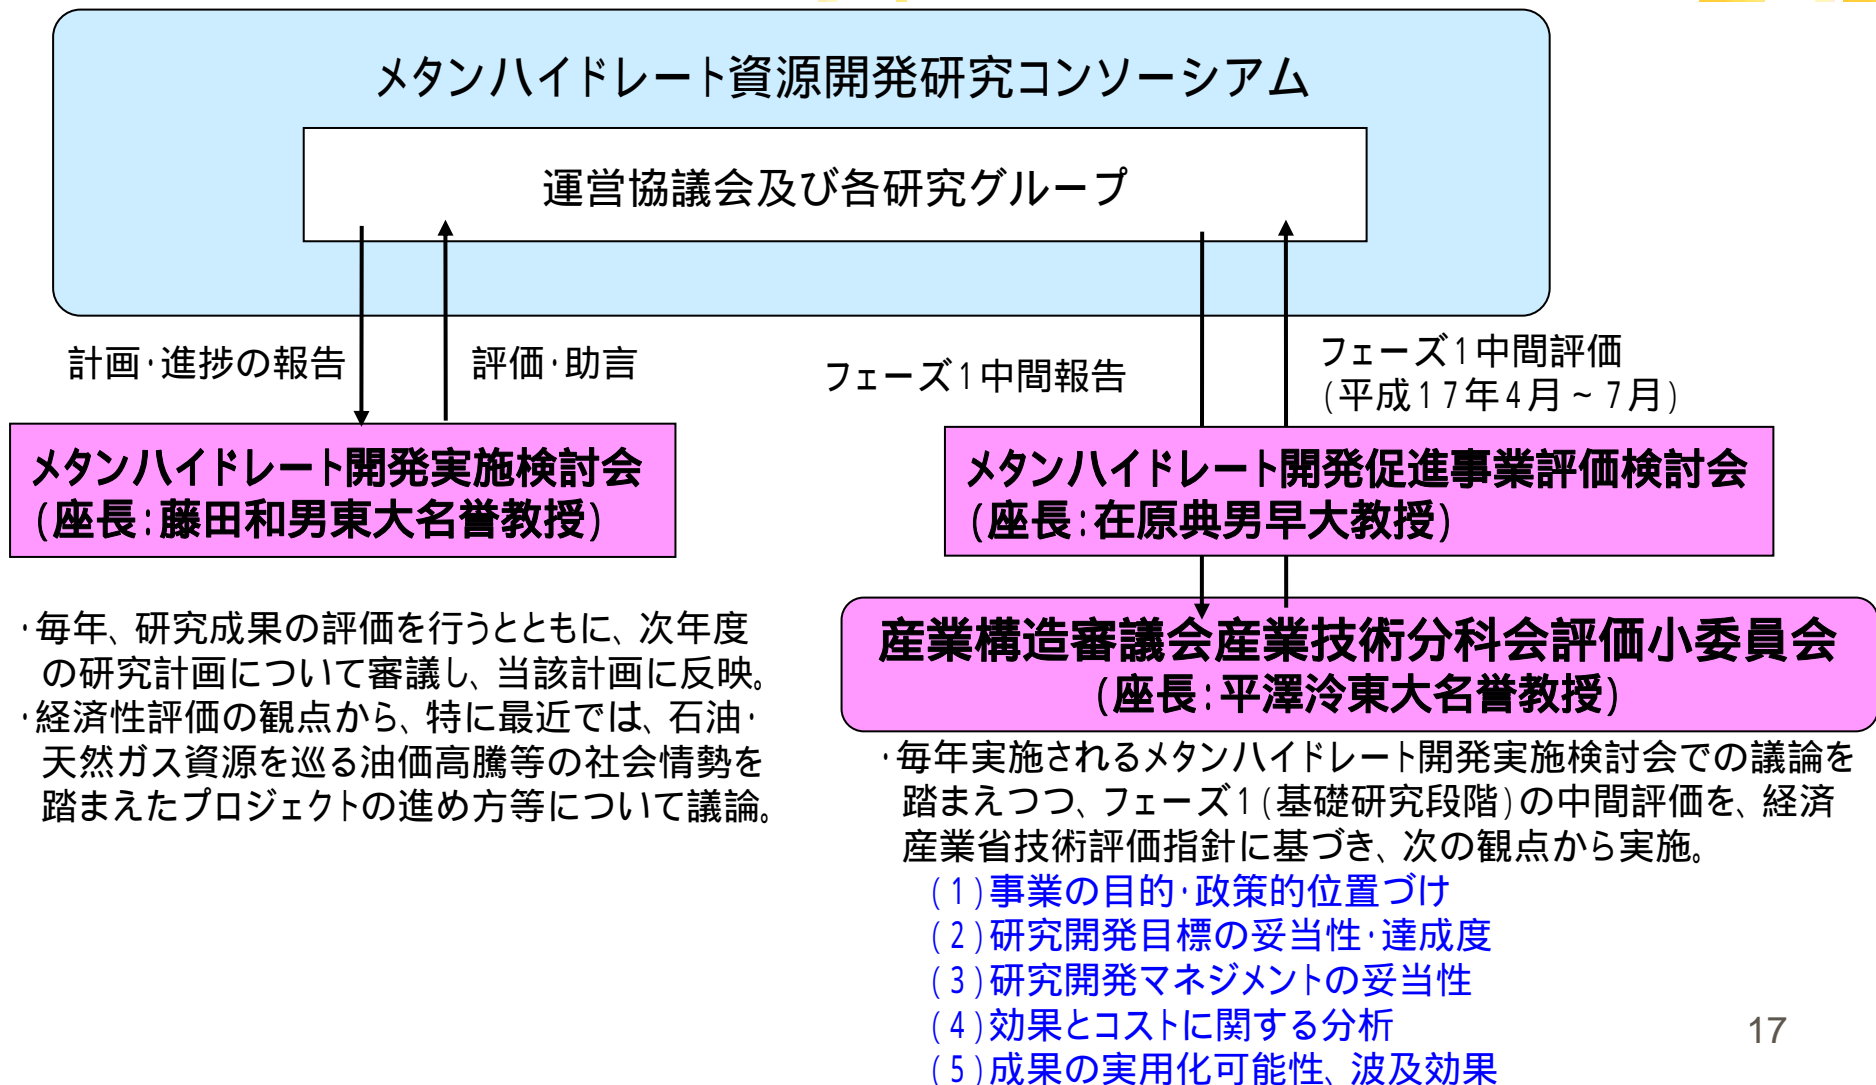 メタンハイドレート資源開発研究コンソーシアム
運営協議会及び各研究グループ
計画・進捗の報告
評価・助言
フェーズ1中間報告
フェーズ1中間評価
(平成17年4月~7月)
メタンハイドレート開発実施検討会
(座長:藤田和男東大名誉教授)
メタンハイドレート開発促進事業評価検討会
(座長:在原典男早大教授)
・毎年、研究成果の評価を行うとともに、次年度
の研究計画について審議し、当該計画に反映。
・経済性評価の観点から、特に最近では、石油・
天然ガス資源を巡る油価高騰等の社会情勢を
踏まえたプロジェクトの進め方等について議論。
産業構造審議会産業技術分科会評価小委員会
(座長:平澤泠東大名誉教授)
・毎年実施されるメタンハイドレート開発実施検討会での議論を
踏まえつつ、フェーズ1(基礎研究段階)の中間評価を、経済
産業省技術評価指針に基づき、次の観点から実施。
(1)事業の目的・政策的位置づけ
(2)研究開発目標の妥当性・達成度
(3)研究開発マネジメントの妥当性
(4)効果とコストに関する分析
(5)成果の実用化可能性、波及効果
17